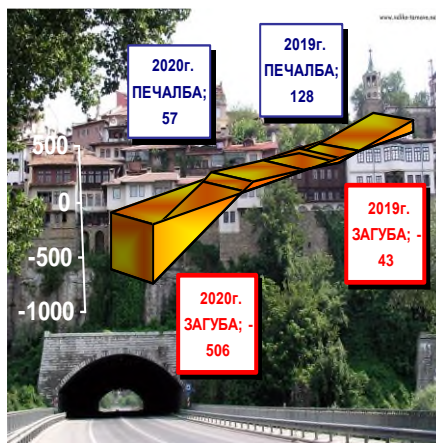 www.veliko-tarnovo.net
2020г.
ПЕЧАЛБА;
57
2019г.
ПЕЧАЛБА;
128
500
0
-500
-1000
2019г.
ЗАГУБА; -
43
2020г.
ЗАГУБА; -
506